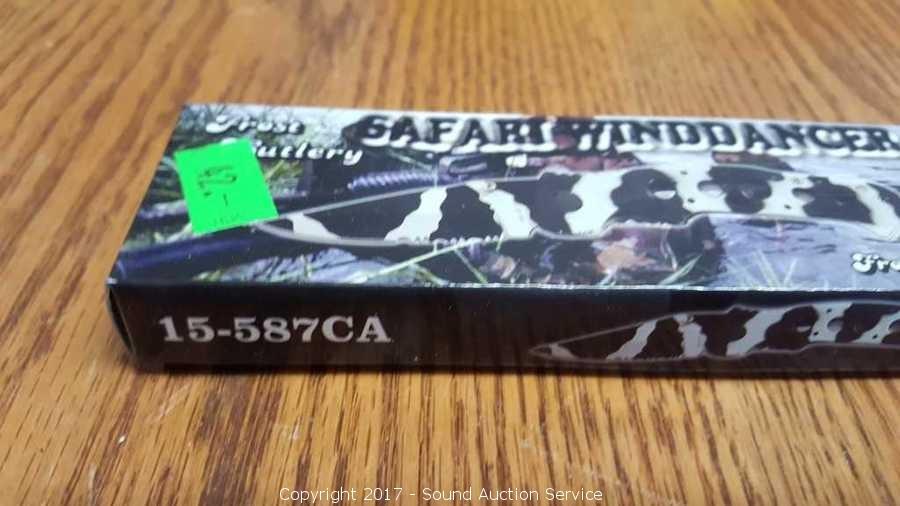 Frost
Cutlery
SAFARI WINDDANCER
15-587CA
Copyright 2017 - Sound Auction Service